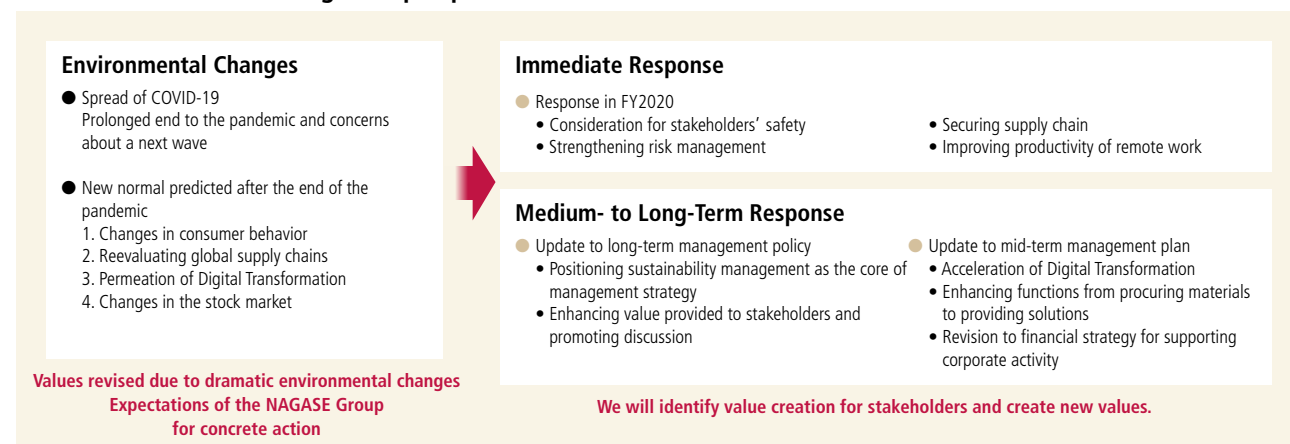 Environmental Changes
● Spread of COVID-19
Prolonged end to the pandemic and concerns
about a next wave
● New normal predicted after the end of the
pandemic
1. Changes in consumer behavior
2. Reevaluating global supply chains
3. Permeation of Digital Transformation
4. Changes in the stock market
Values revised due to dramatic environmental changes
Expectations of the NAGASE Group
for concrete action
Immediate Response
● Response in FY2020
• Consideration for stakeholders’ safety
• Strengthening risk management
• Securing supply chain
• Improving productivity of remote work
Medium- to Long-Term Response
● Update to long-term management policy
• Positioning sustainability management as the core of
management strategy
• Enhancing value provided to stakeholders and
promoting discussion
● Update to mid-term management plan
• Acceleration of Digital Transformation
• Enhancing functions from procuring materials
to providing solutions
• Revision to financial strategy for supporting
corporate activity
We will identify value creation for stakeholders and create new values.